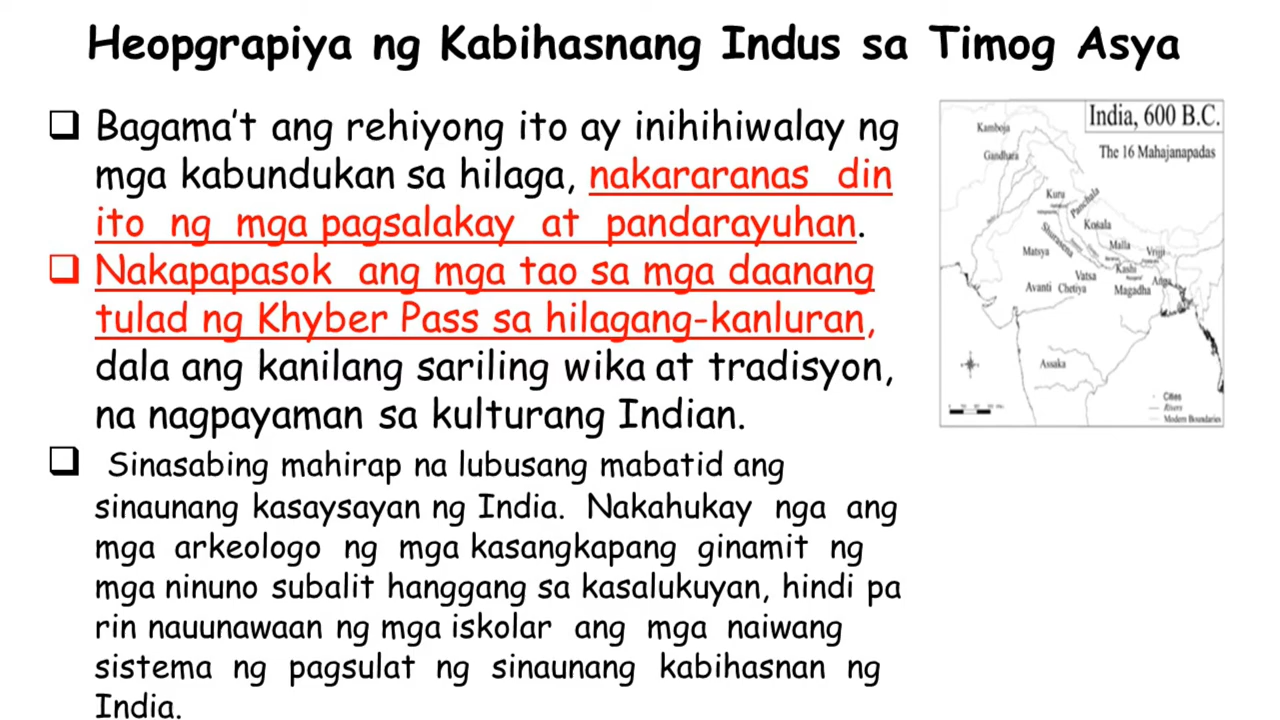 Heopgrapiya ng Kabihasnang Indus sa Timog Asya
❑ Bagama't ang rehiyong ito ay inihihiwalay ng
mga kabundukan sa hilaga, nakararanas din
ito ng mga pagsalakay at pandarayuhan.
❑ Nakapapasok ang mga tao sa mga daanang
tulad ng Khyber Pass sa hilagang-kanluran,
dala ang kanilang sariling wika at tradisyon,
na nagpayaman sa kulturang Indian.
❑ Sinasabing mahirap na lubusang mabatid ang
sinaunang kasaysayan ng India. Nakahukay nga ang
mga arkeologo ng mga kasangkapang ginamit ng
mga ninuno subalit hanggang sa kasalukuyan, hindi pa
rin nauunawaan ng mga iskolar ang mga naiwang
sistema ng pagsulat ng sinaunang kabihasnan ng
India.
India, 600 B.C.
The 16 Mahajanapadas
Kamboja
Gandhara
Kuru
Panchala
Kosala
Shurasena
Malla
Vrijji
Matsya
Kashi
Vatsa
Anga
Avanti
Chetiya
Magadha
Assaka
Cities
Rivers
Modern Boundaries